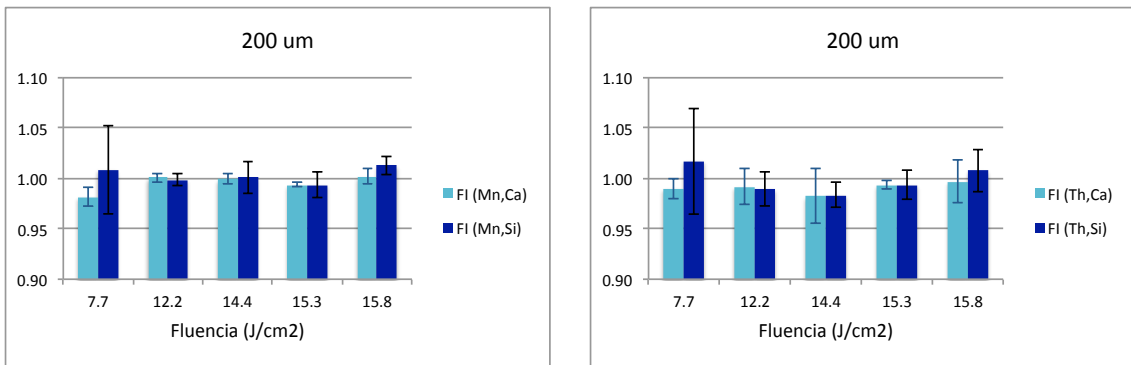 200 um
1.10
1.05
1.00
0.95
0.90
7.7 12.2 14.4 15.3 15.8
Fluencia (J/cm2)
FI (Mn,Ca)
FI (Mn,Si)
200 um
1.10
1.05
1.00
0.95
0.90
7.7 12.2 14.4 15.3 15.8
Fluencia (J/cm2)
FI (Th,Ca)
FI (Th,Si)